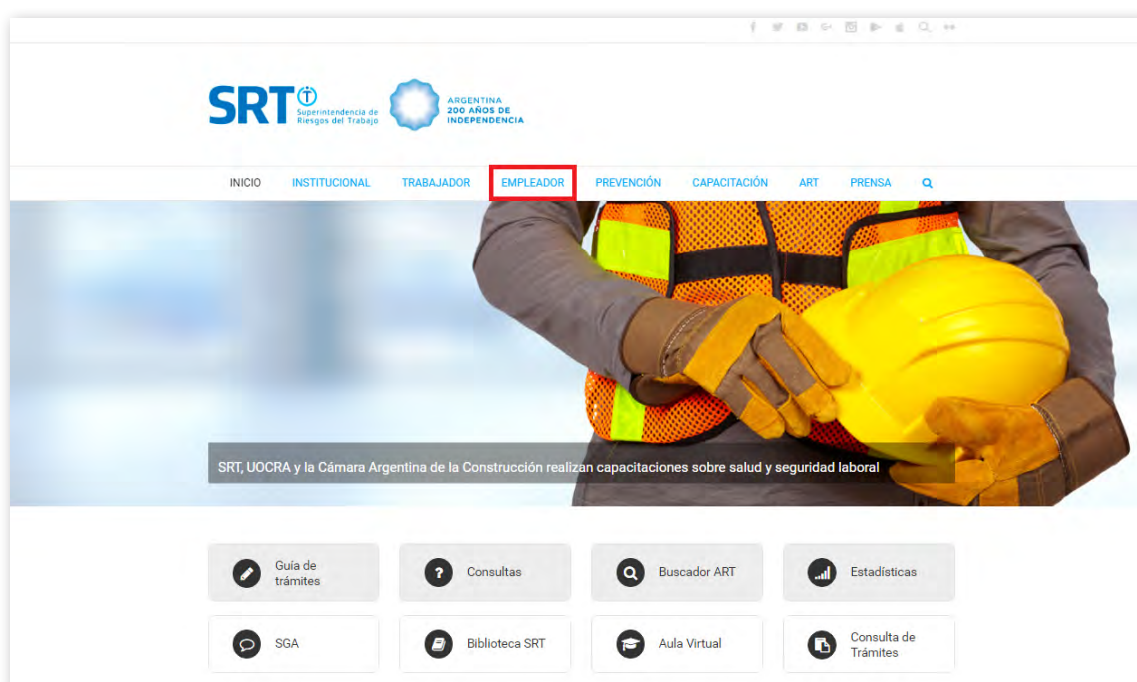 SRT
Superintendencia de
Riesgos del Trabajo
ARGENTINA
200 AÑOS DE
INDEPENDENCIA
INICIO INSTITUCIONAL TRABAJADOR EMPLEADOR PREVENCIÓN CAPACITACIÓN ART PRENSA
SRT, UOCRA y la Cámara Argentina de la Construcción realizan capacitaciones sobre salud y seguridad laboral
Guía de
trámites
Consultas
Buscador ART
Estadísticas
SGA
Biblioteca SRT
Aula Virtual
Consulta de
Trámites